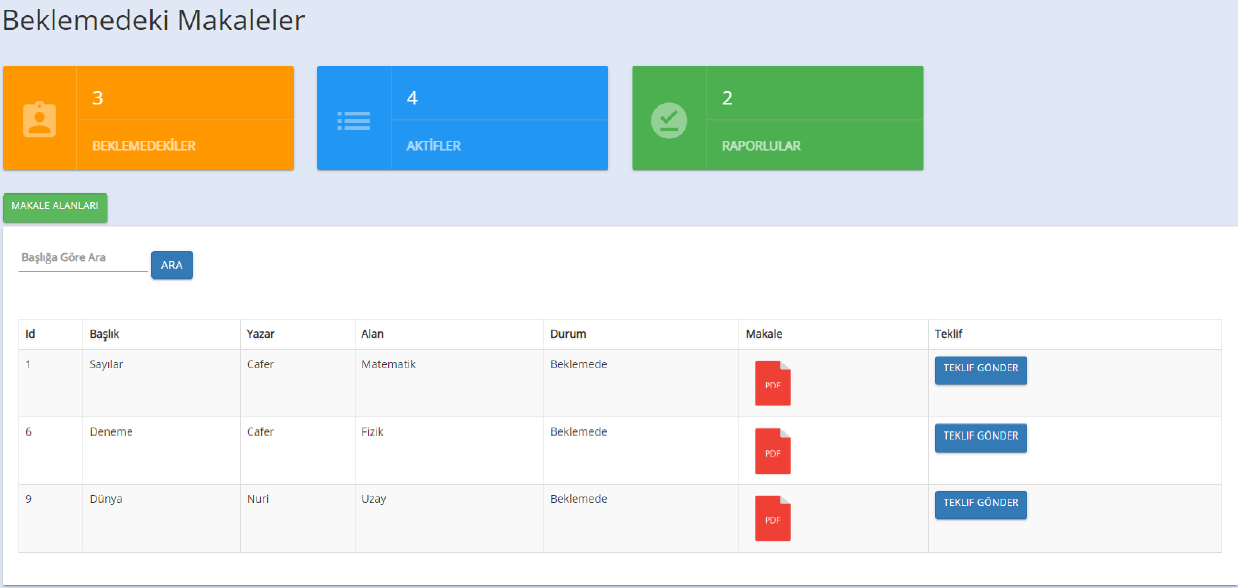 Beklemedeki Makaleler
3
BEKLEMEDEKİLER
4
AKTİFLER
2
RAPORLULAR
MAKALE ALANLARI
Başlığa Göre Ara
ARA
Id Başlık Yazar Alan Durum Makale Teklif
1 Sayılar Cafer Matematik Beklemede PDF TEKLIF GÖNDER
6 Deneme Cafer Fizik Beklemede PDF TEKLIF GÖNDER
9 Dünya Nuri Uzay Beklemede PDF TEKLIF GÖNDER